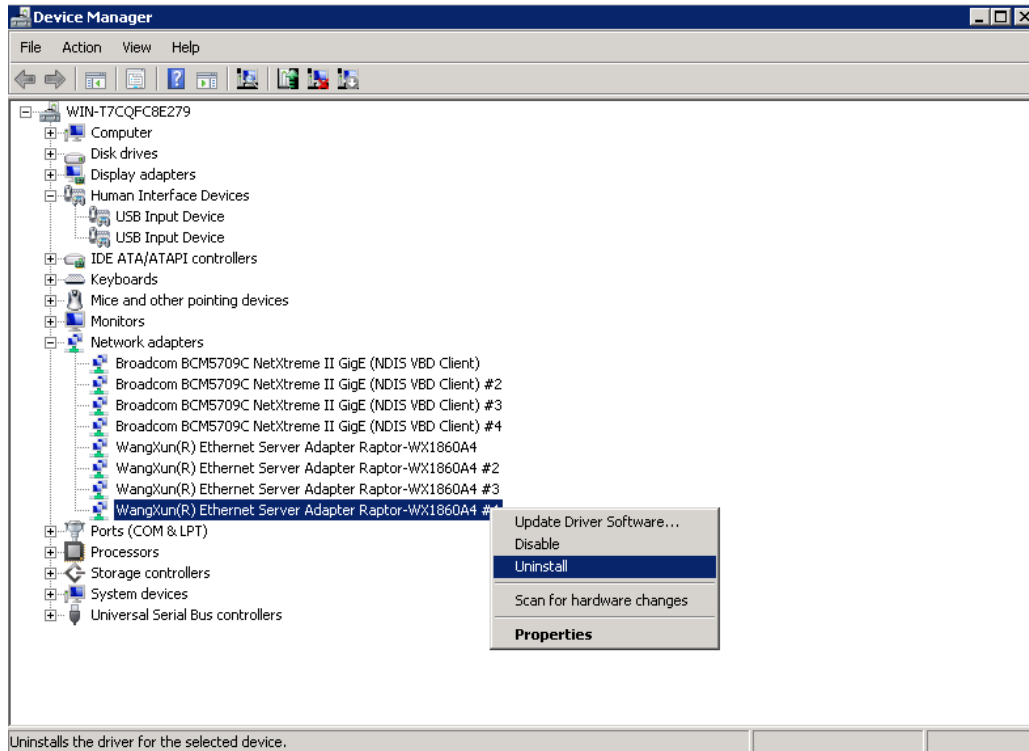 Device Manager
File Action View Help
WIN-T7CQFC8E279
Computer
Disk drives
Display adapters
Human Interface Devices
USB Input Device
USB Input Device
IDE ATA/ATAPI controllers
Keyboards
Mice and other pointing devices
Monitors
Network adapters
Broadcom BCM5709C NetXtreme II GigE (NDIS VBD Client)
Broadcom BCM5709C NetXtreme II GigE (NDIS VBD Client) #2
Broadcom BCM5709C NetXtreme II GigE (NDIS VBD Client) #3
Broadcom BCM5709C NetXtreme II GigE (NDIS VBD Client) #4
WangXun(R) Ethernet Server Adapter Raptor-WX1860A4
WangXun(R) Ethernet Server Adapter Raptor-WX1860A4 #2
WangXun(R) Ethernet Server Adapter Raptor-WX1860A4 #3
WangXun(R) Ethernet Server Adapter Raptor-WX1860A4 #4
Ports (COM & LPT)
Processors
Storage controllers
System devices
Universal Serial Bus controllers
Update Driver Software...
Disable
Uninstall
Scan for hardware changes
Properties
Uninstalls the driver for the selected device.